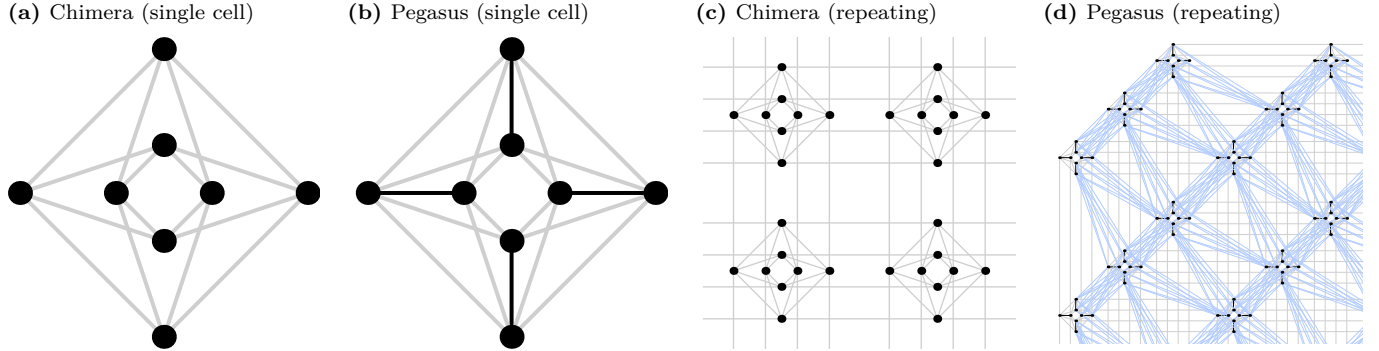 (a) Chimera (single cell)
(b) Pegasus (single cell)
(c) Chimera (repeating)
(d) Pegasus (repeating)